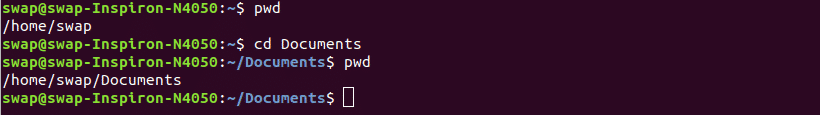 swap@swap-Inspiron-N4050:~$ pwd
/home/swap
swap@swap-Inspiron-N4050:~$ cd Documents
swap@swap-Inspiron-N4050:~/Documents$ pwd
/home/swap/Documents
swap@swap-Inspiron-N4050:~/Documents$